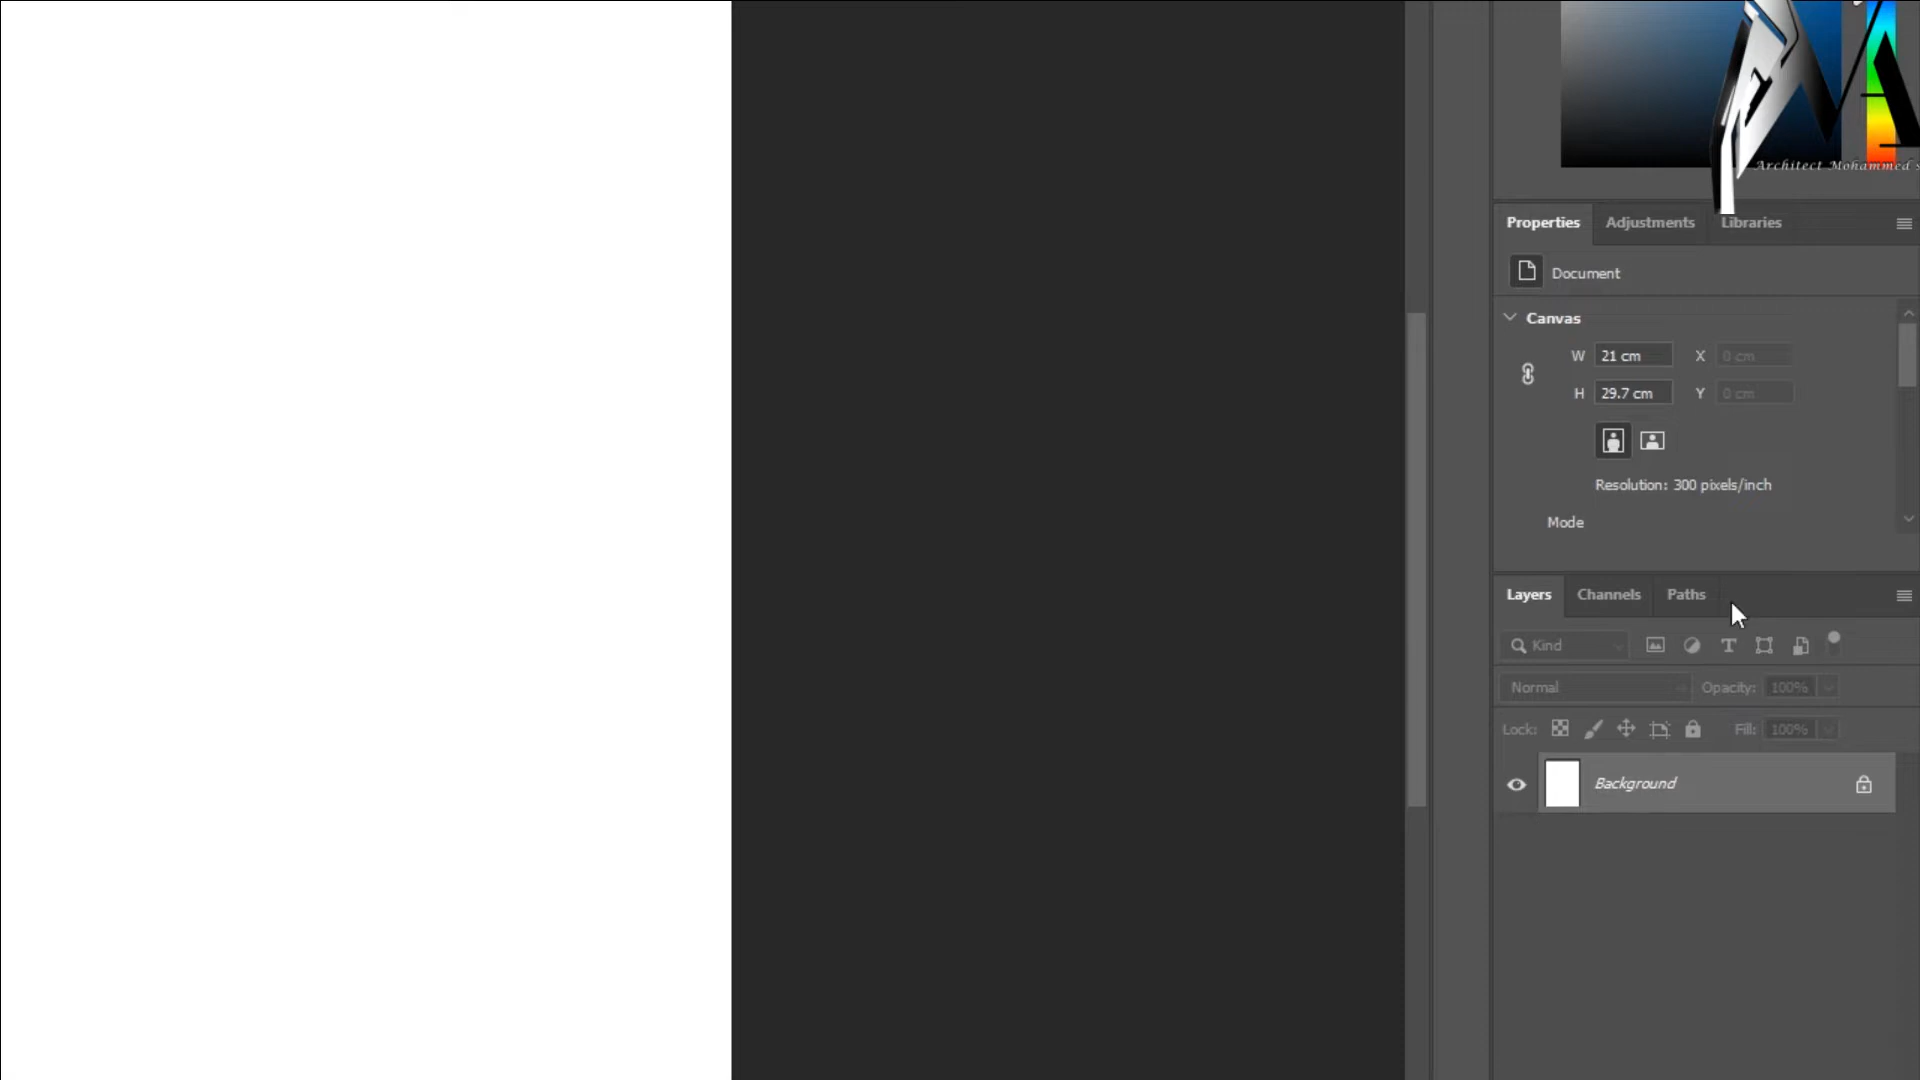 Architect Mohammed s
Properties Adjustments Libraries
Document
Canvas
W 21 cm X 0 cm
H 29.7 cm Y 0 cm
Resolution: 300 pixels/inch
Mode
Layers Channels Paths
Kind
Normal Opacity: 100%
Lock: Fill: 100%
Background